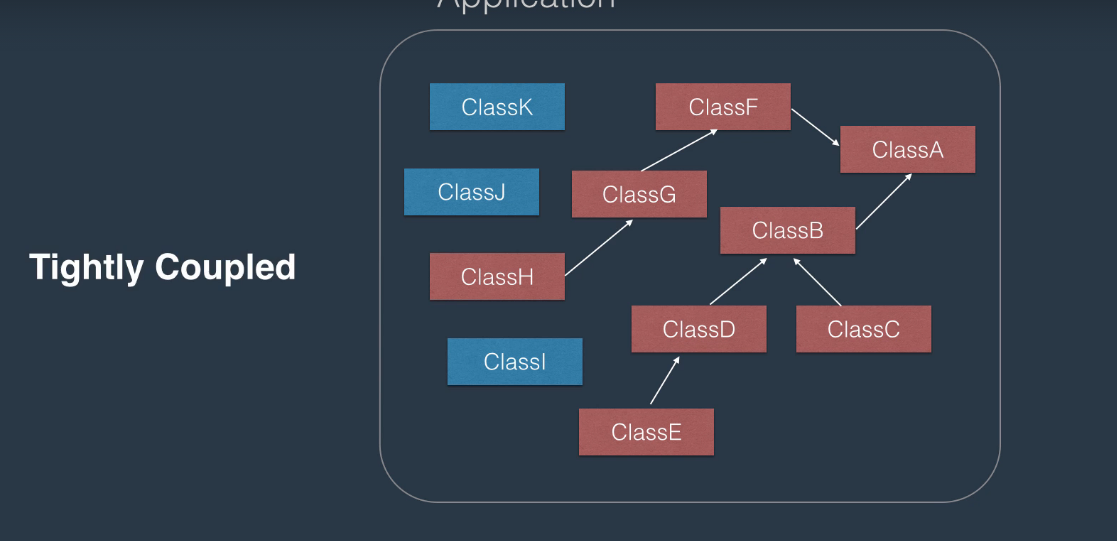 Application
ClassK
ClassF
ClassA
ClassJ
ClassG
ClassB
Tightly Coupled
ClassH
ClassD
ClassC
ClassI
ClassE